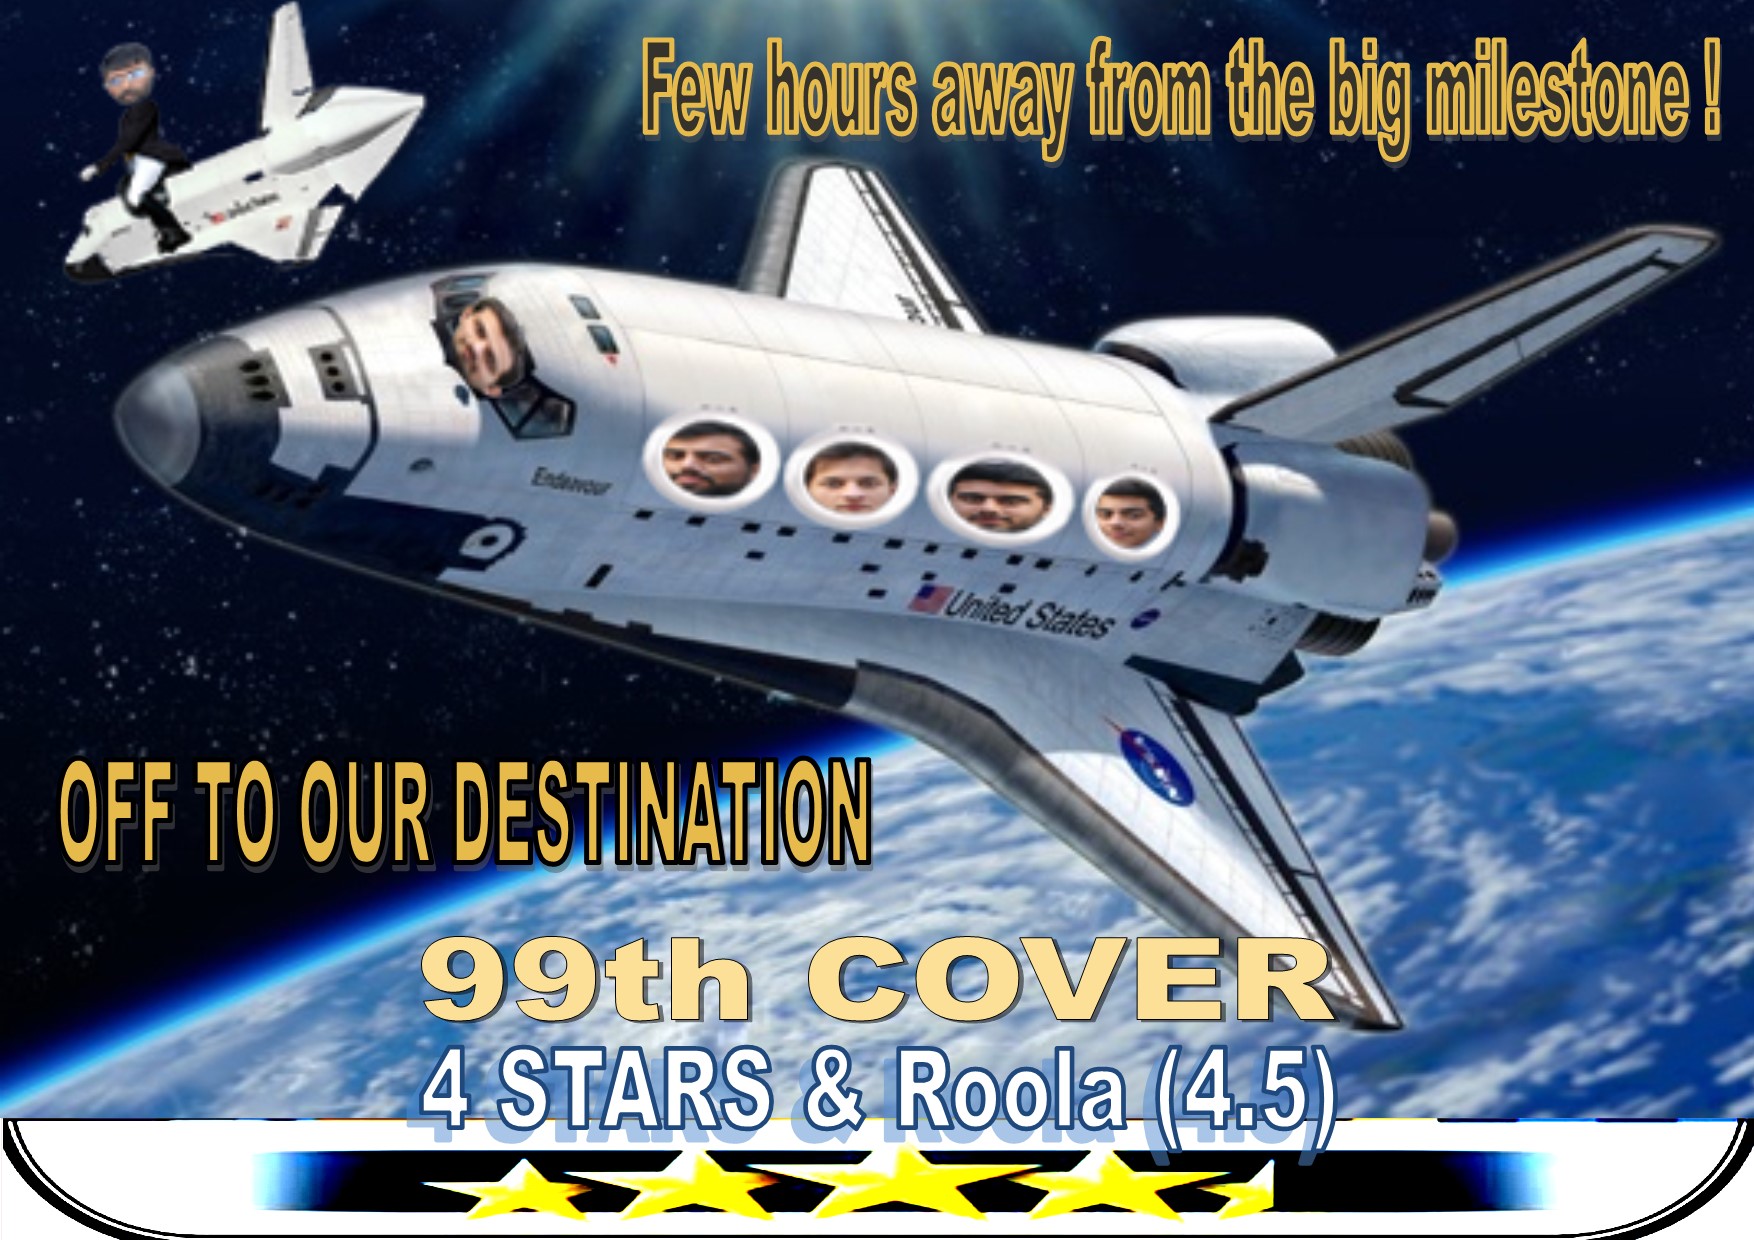 Few hours away from the big milestone !
Endeavour
United States
OFF TO OUR DESTINATION
99th COVER
4 STARS & Roola (4.5)